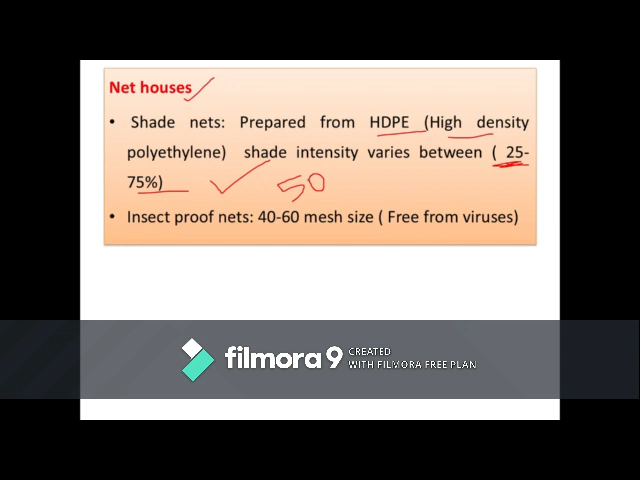 Net houses
• Shade nets: Prepared from HDPE (High density
polyethylene) shade intensity varies between ( 25-
75%)
50
• Insect proof nets: 40-60 mesh size ( Free from viruses)
filmora 9 CREATED
WITH FILMORA FREE PLAN